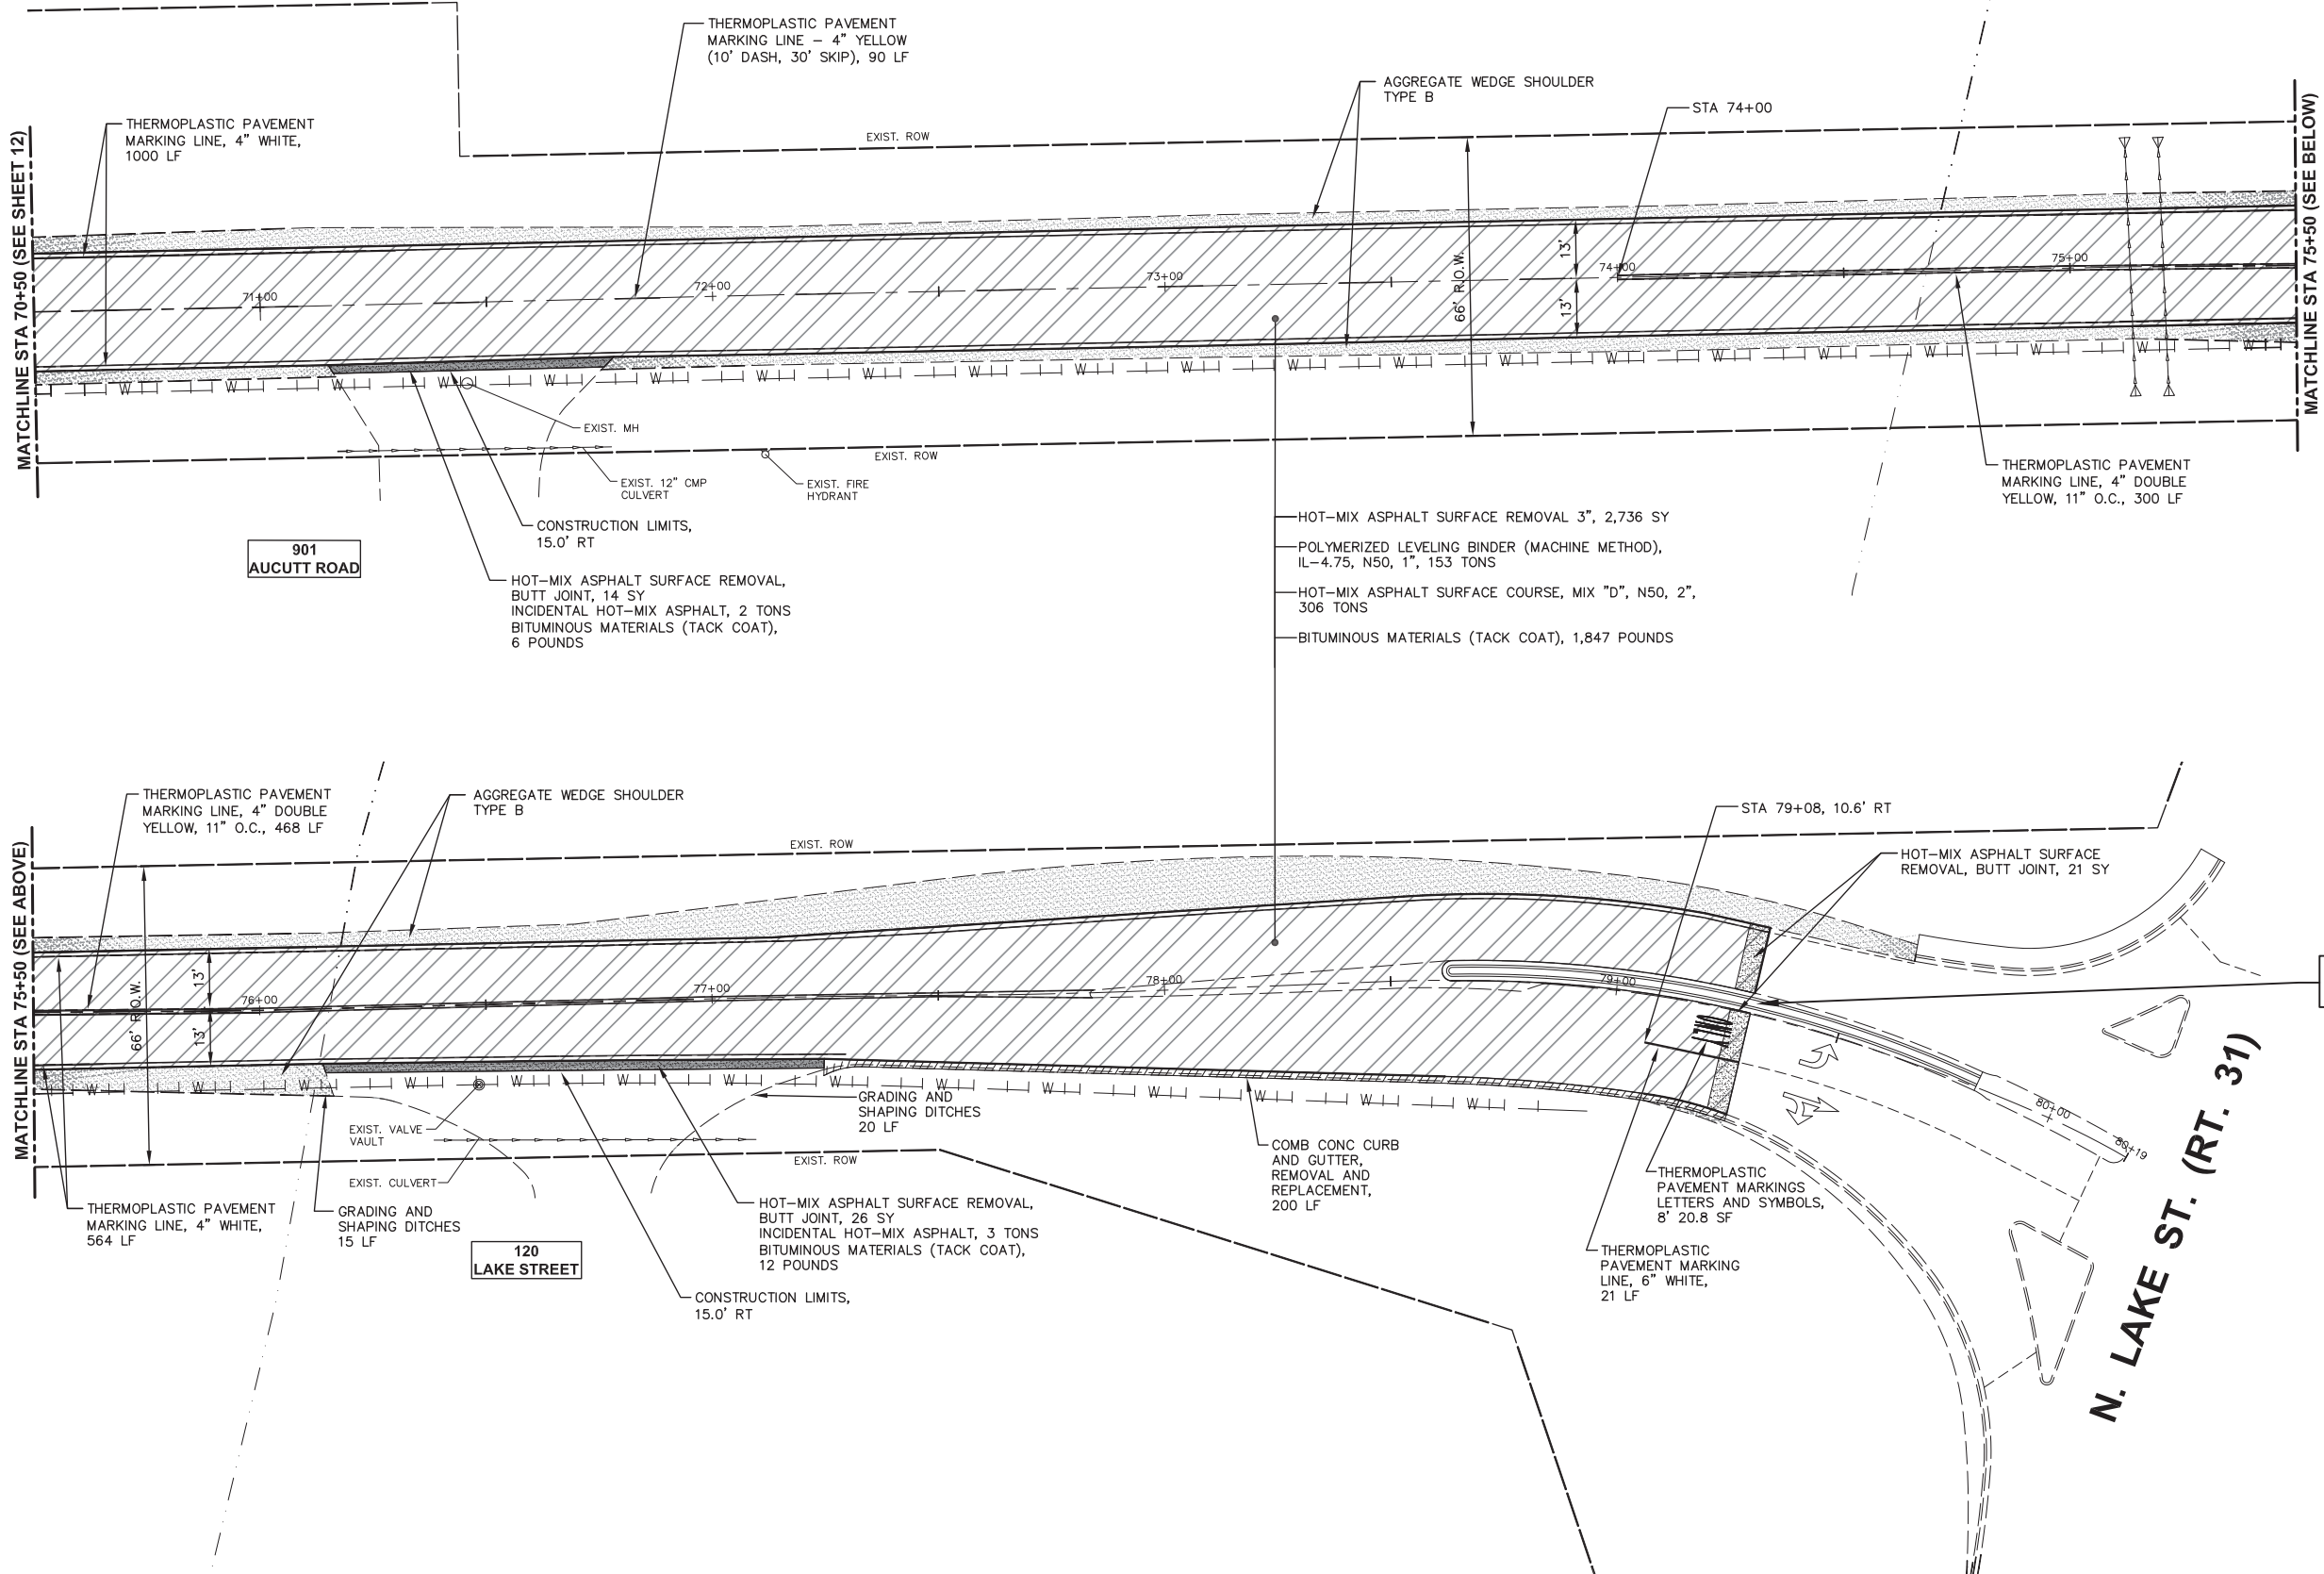 THERMOPLASTIC PAVEMENT
MARKING LINE – 4" YELLOW
(10' DASH, 30' SKIP), 90 LF
THERMOPLASTIC PAVEMENT
MARKING LINE, 4" WHITE,
1000 LF
AGGREGATE WEDGE SHOULDER
TYPE B
STA 74+00
EXIST. ROW
MATCHLINE STA 70+50 (SEE SHEET 12)
MATCHLINE STA 75+50 (SEE BELOW)
71+00
72+00
73+00
74+00
75+00
13'
13'
66' R.O.W.
W W W W W W W W W W W W W W W W W W W W W
EXIST. MH
EXIST. ROW
EXIST. 12" CMP
CULVERT
EXIST. FIRE
HYDRANT
CONSTRUCTION LIMITS,
15.0' RT
901
AUCUTT ROAD
HOT-MIX ASPHALT SURFACE REMOVAL,
BUTT JOINT, 14 SY
INCIDENTAL HOT-MIX ASPHALT, 2 TONS
BITUMINOUS MATERIALS (TACK COAT),
6 POUNDS
THERMOPLASTIC PAVEMENT
MARKING LINE, 4" DOUBLE
YELLOW, 11" O.C., 300 LF
HOT-MIX ASPHALT SURFACE REMOVAL 3", 2,736 SY
POLYMERIZED LEVELING BINDER (MACHINE METHOD),
IL-4.75, N50, 1", 153 TONS
HOT-MIX ASPHALT SURFACE COURSE, MIX "D", N50, 2",
306 TONS
BITUMINOUS MATERIALS (TACK COAT), 1,847 POUNDS
THERMOPLASTIC PAVEMENT
MARKING LINE, 4" DOUBLE
YELLOW, 11" O.C., 468 LF
AGGREGATE WEDGE SHOULDER
TYPE B
EXIST. ROW
STA 79+08, 10.6' RT
HOT-MIX ASPHALT SURFACE
REMOVAL, BUTT JOINT, 21 SY
MATCHLINE STA 75+50 (SEE ABOVE)
13'
13'
66' R.O.W.
76+00
77+00
78+00
79+00
80+00
80+19
W W W W W W W W W W W W W W
EXIST. VALVE
VAULT
EXIST. CULVERT
GRADING AND
SHAPING DITCHES
20 LF
EXIST. ROW
COMB CONC CURB
AND GUTTER,
REMOVAL AND
REPLACEMENT,
200 LF
THERMOPLASTIC
PAVEMENT MARKINGS
LETTERS AND SYMBOLS,
8' 20.8 SF
THERMOPLASTIC
PAVEMENT MARKING
LINE, 6" WHITE,
21 LF
THERMOPLASTIC PAVEMENT
MARKING LINE, 4" WHITE,
564 LF
GRADING AND
SHAPING DITCHES
15 LF
120
LAKE STREET
HOT-MIX ASPHALT SURFACE REMOVAL,
BUTT JOINT, 26 SY
INCIDENTAL HOT-MIX ASPHALT, 3 TONS
BITUMINOUS MATERIALS (TACK COAT),
12 POUNDS
CONSTRUCTION LIMITS,
15.0' RT
N. LAKE ST. (RT. 31)